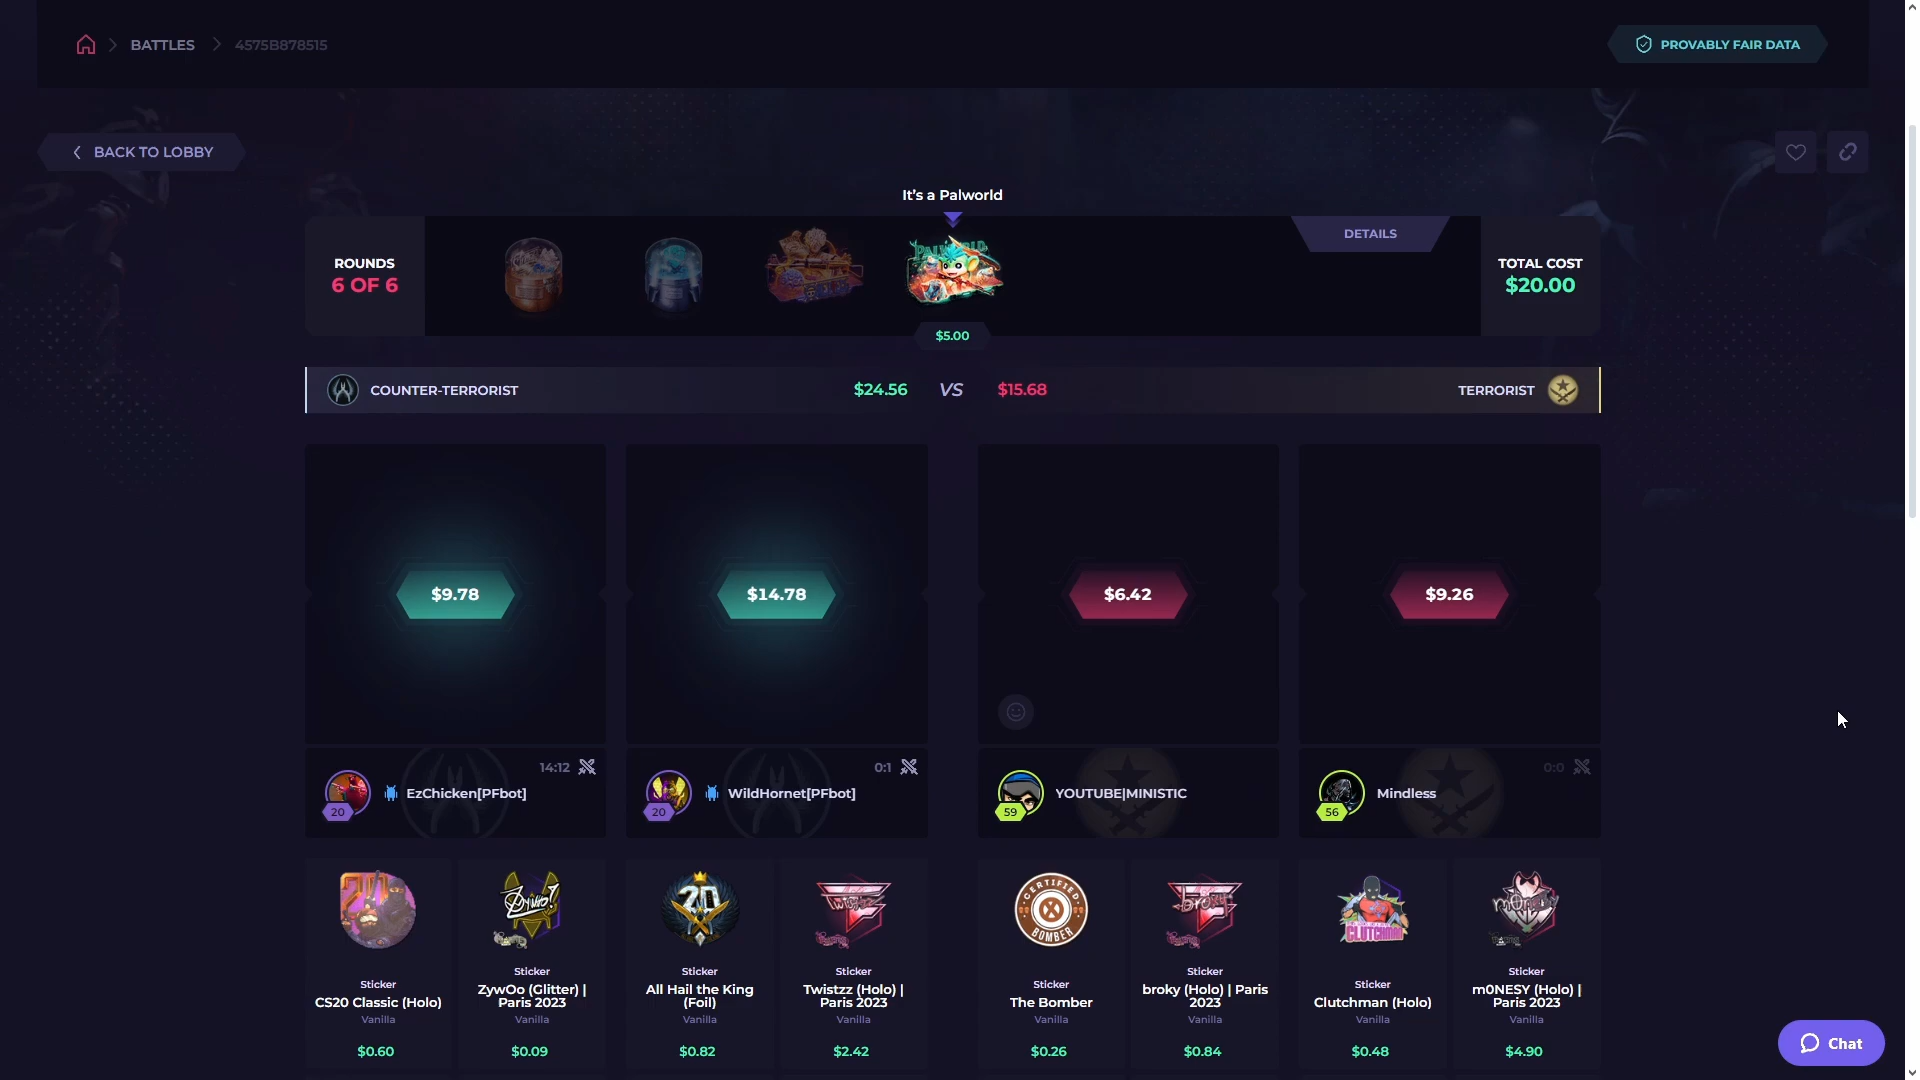 BATTLES
4575B878515
PROVABLY FAIR DATA
BACK TO LOBBY
It's a Palworld
ROUNDS
6 OF 6
DETAILS
TOTAL COST
$20.00
$5.00
COUNTER-TERRORIST
$24.56
VS
$15.68
TERRORIST
$9.78
$14.78
$6.42
$9.26
14:12
20
EzChicken[PFbot]
0:1
20
WildHornet[PFbot]
59
YOUTUBE|MINISTIC
0:0
56
Mindless
Sticker
CS20 Classic (Holo)
Vanilla
$0.60
Sticker
ZywOo (Glitter) |
Paris 2023
Vanilla
$0.09
Sticker
All Hail the King
(Foil)
Vanilla
$0.82
Sticker
Twistzz (Holo) |
Paris 2023
Vanilla
$2.42
CERTIFIED
BOMBER
Sticker
The Bomber
Vanilla
$0.26
Sticker
broky (Holo) | Paris
2023
Vanilla
$0.84
CLUTCHMAN
Sticker
Clutchman (Holo)
Vanilla
$0.48
Sticker
m0NESY (Holo) |
Paris 2023
Vanilla
$4.90
Chat